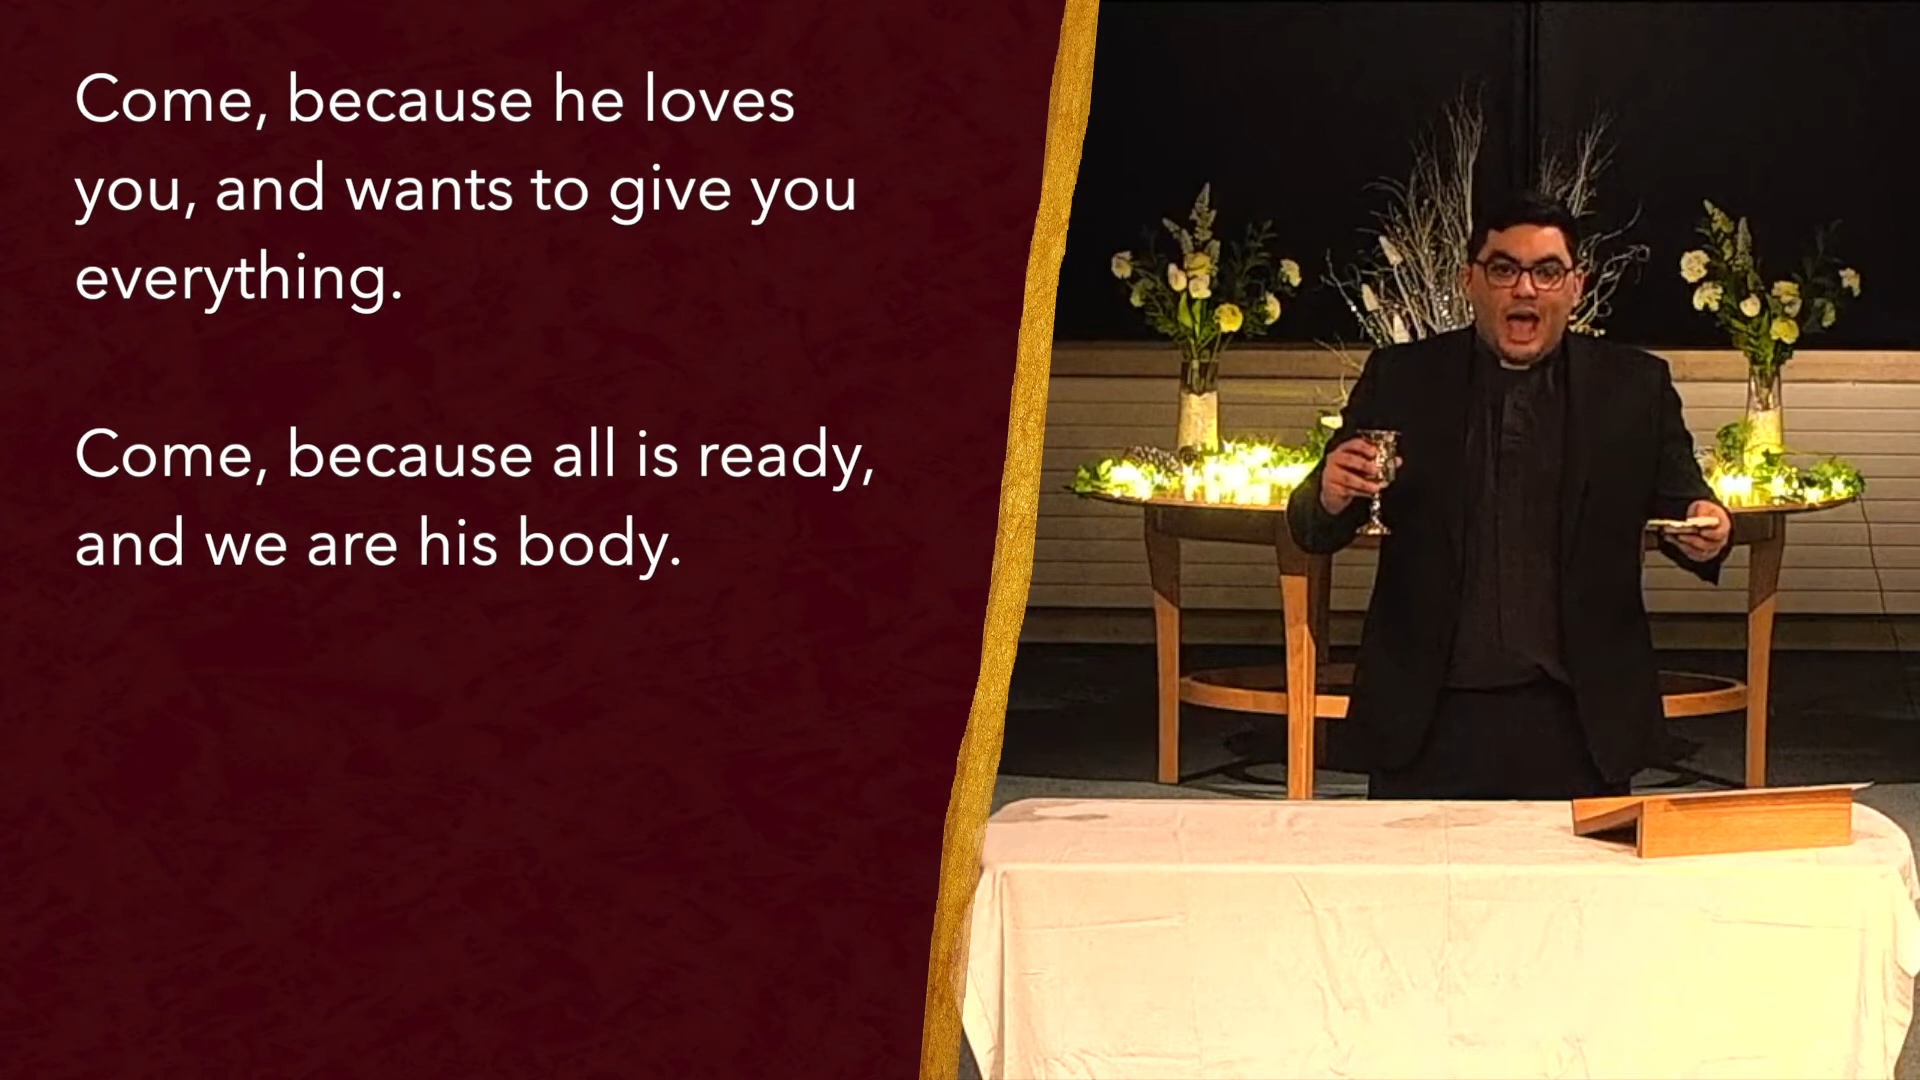 Come, because he loves
you, and wants to give you
everything.
Come, because all is ready,
and we are his body.